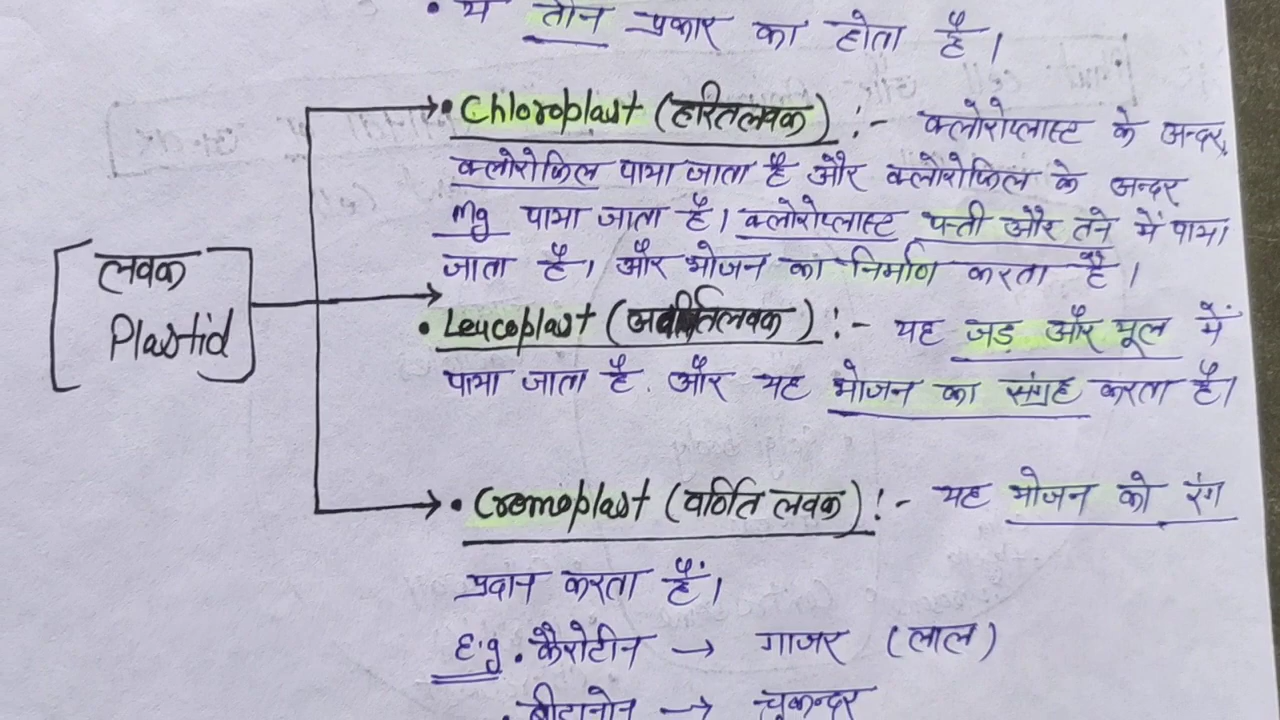 • ये तीन प्रकार का होता है।
लवक
Plastid
• Chloroplast (हरितलवक) :- क्लोरोप्लास्ट के अन्दर
क्लोरोफिल पाया जाता है और क्लोरोफिल के अन्दर
Mg पाया जाता है। क्लोरोप्लास्ट पत्ती और तने में पाया
जाता है। और भोजन का निर्माण करता है।
• Leucoplast (अवर्णितलवक) :- यह जड़ और मूल में
पाया जाता है. और यह भोजन का संग्रह करता है।
• Cromoplast (वर्णित लवक) :- यह भोजन को रंग
प्रदान करता हैं।
E.g. कैरोटीन → गाजर (लाल)
• बीटानीन → चुकन्दर